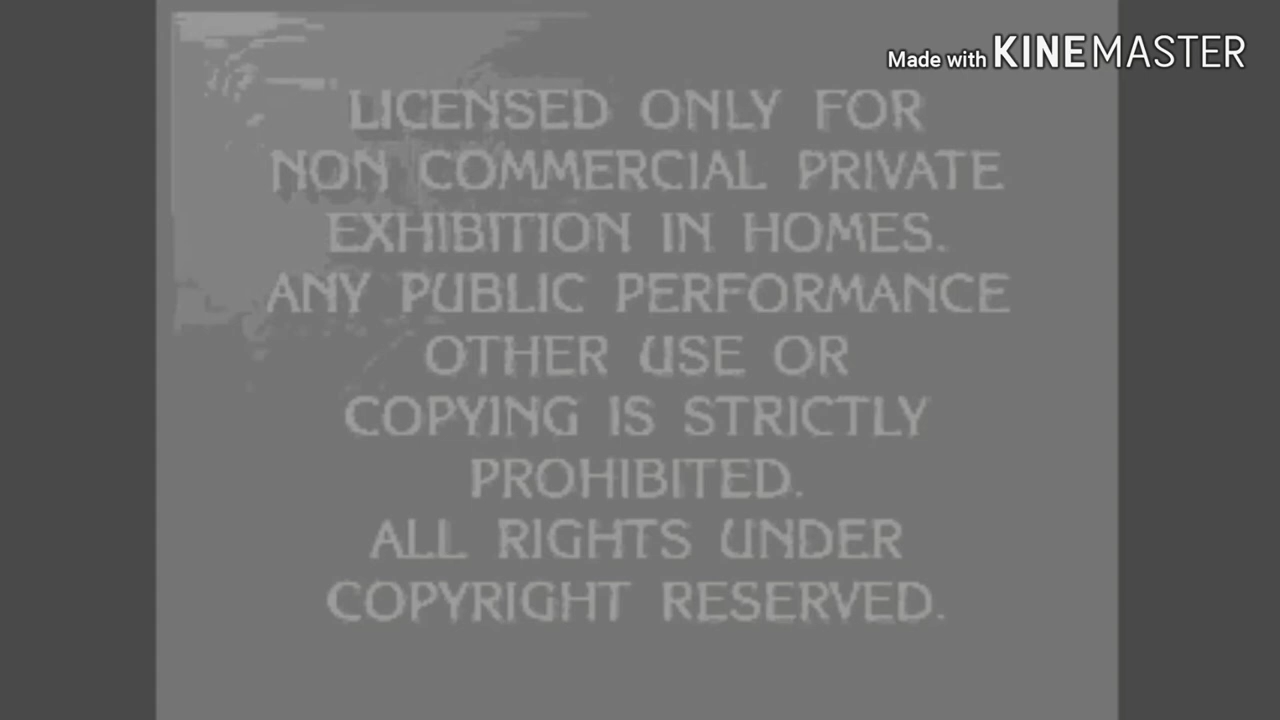 Made with KINEMASTER
LICENSED ONLY FOR
NON COMMERCIAL PRIVATE
EXHIBITION IN HOMES.
ANY PUBLIC PERFORMANCE
OTHER USE OR
COPYING IS STRICTLY
PROHIBITED.
ALL RIGHTS UNDER
COPYRIGHT RESERVED.